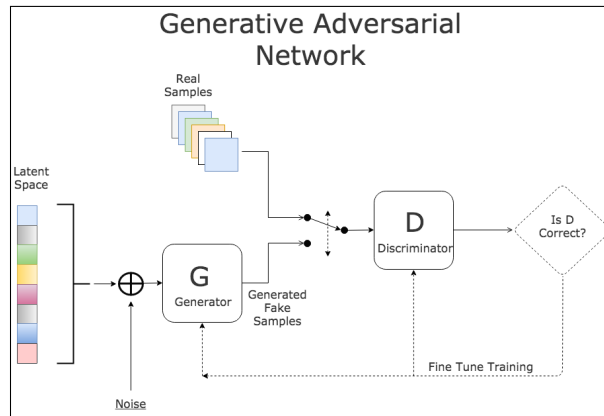 Generative Adversarial
Network
Real
Samples
Latent
Space
G
Generator
Generated
Fake
Samples
D
Discriminator
Is D
Correct?
Fine Tune Training
Noise